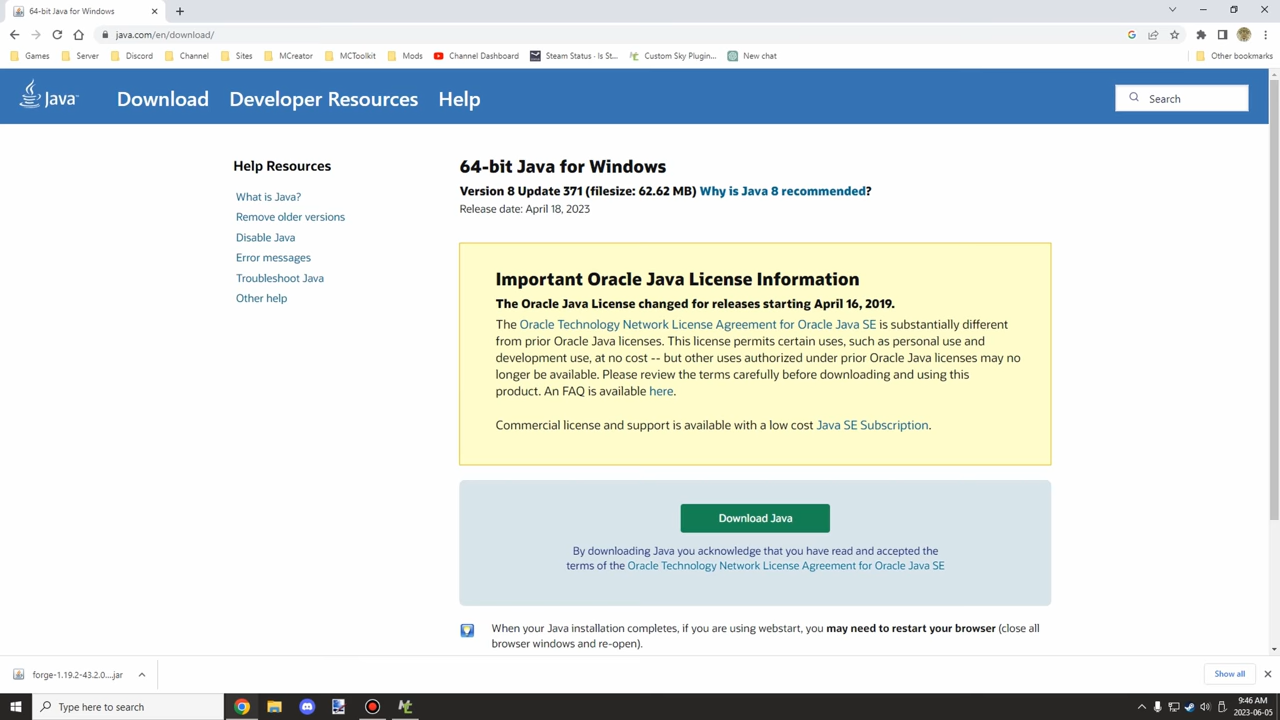 64-bit Java for Windows
java.com/en/download/
Games Server Discord Channel Sites MCreator MCToolkit Mods Channel Dashboard Steam Status · Is St... Custom Sky Plugin... New chat Other bookmarks
Java
Download Developer Resources Help
Search
Help Resources
What is Java?
Remove older versions
Disable Java
Error messages
Troubleshoot Java
Other help
64-bit Java for Windows
Version 8 Update 371 (filesize: 62.62 MB) Why is Java 8 recommended?
Release date: April 18, 2023
Important Oracle Java License Information
The Oracle Java License changed for releases starting April 16, 2019.
The Oracle Technology Network License Agreement for Oracle Java SE is substantially different
from prior Oracle Java licenses. This license permits certain uses, such as personal use and
development use, at no cost -- but other uses authorized under prior Oracle Java licenses may no
longer be available. Please review the terms carefully before downloading and using this
product. An FAQ is available here.
Commercial license and support is available with a low cost Java SE Subscription.
Download Java
By downloading Java you acknowledge that you have read and accepted the
terms of the Oracle Technology Network License Agreement for Oracle Java SE
When your Java installation completes, if you are using webstart, you may need to restart your browser (close all
browser windows and re-open).
forge-1.19.2-43.2.0....jar
Show all
Type here to search
9:46 AM
2023-06-05